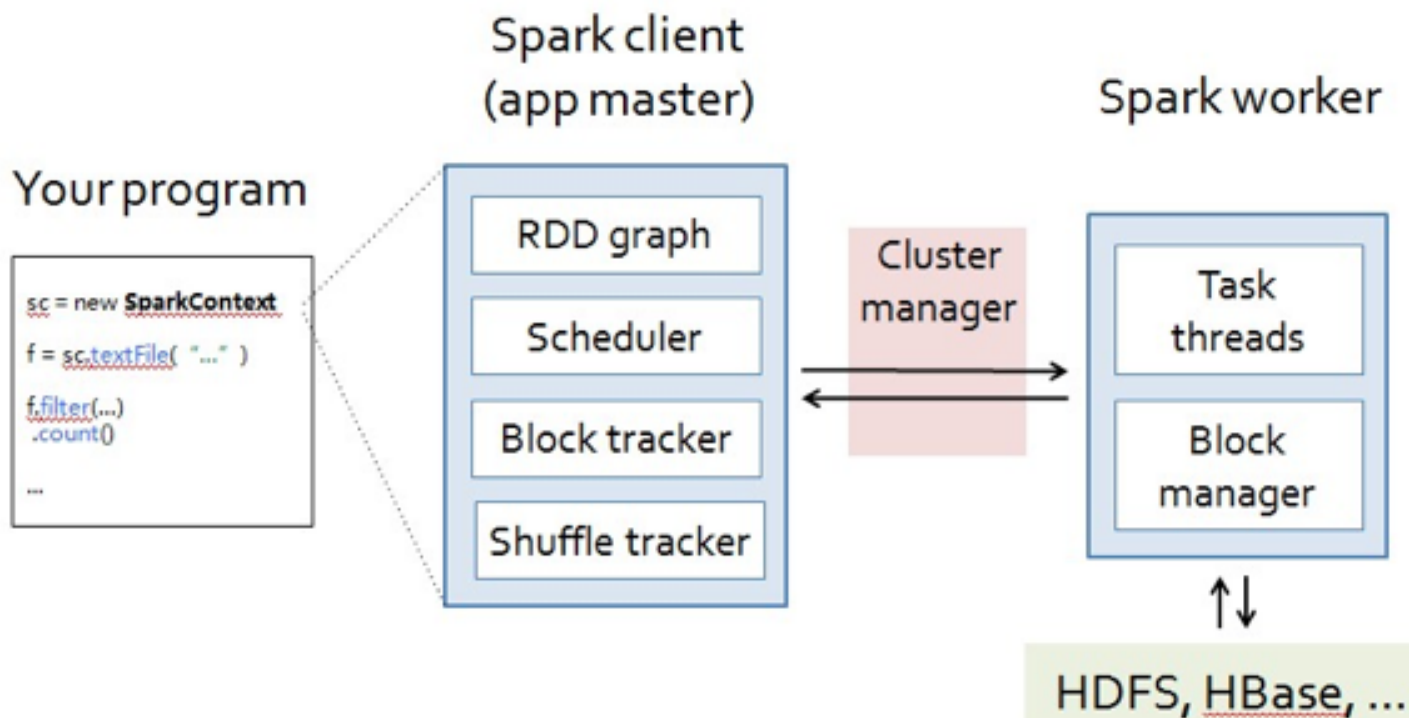 Spark client
(app master)
Spark worker
Your program
sc = new SparkContext
f = sc.textFile( "..." )
f.filter(...)
.count()
...
RDD graph
Scheduler
Block tracker
Shuffle tracker
Cluster
manager
Task
threads
Block
manager
HDFS, HBase, ...